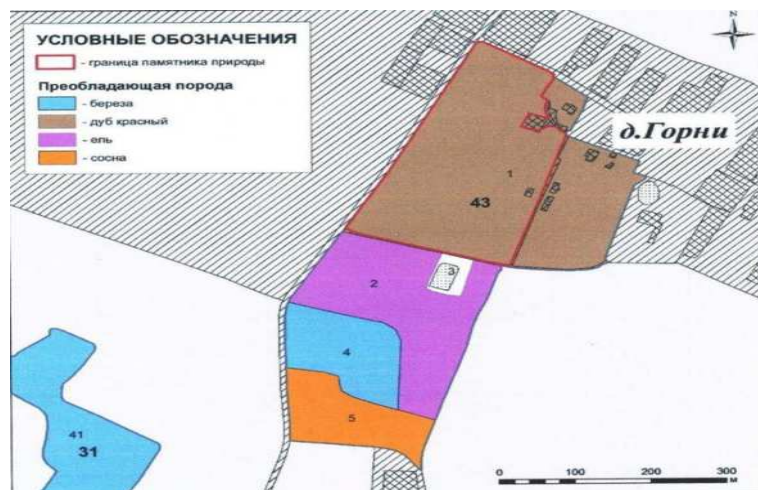 УСЛОВНЫЕ ОБОЗНАЧЕНИЯ
- граница памятника природы
Преобладающая порода
- береза
- дуб красный
- ель
- сосна
N
д.Горни
1
43
2
3
4
5
41
31
0 100 200 300
м